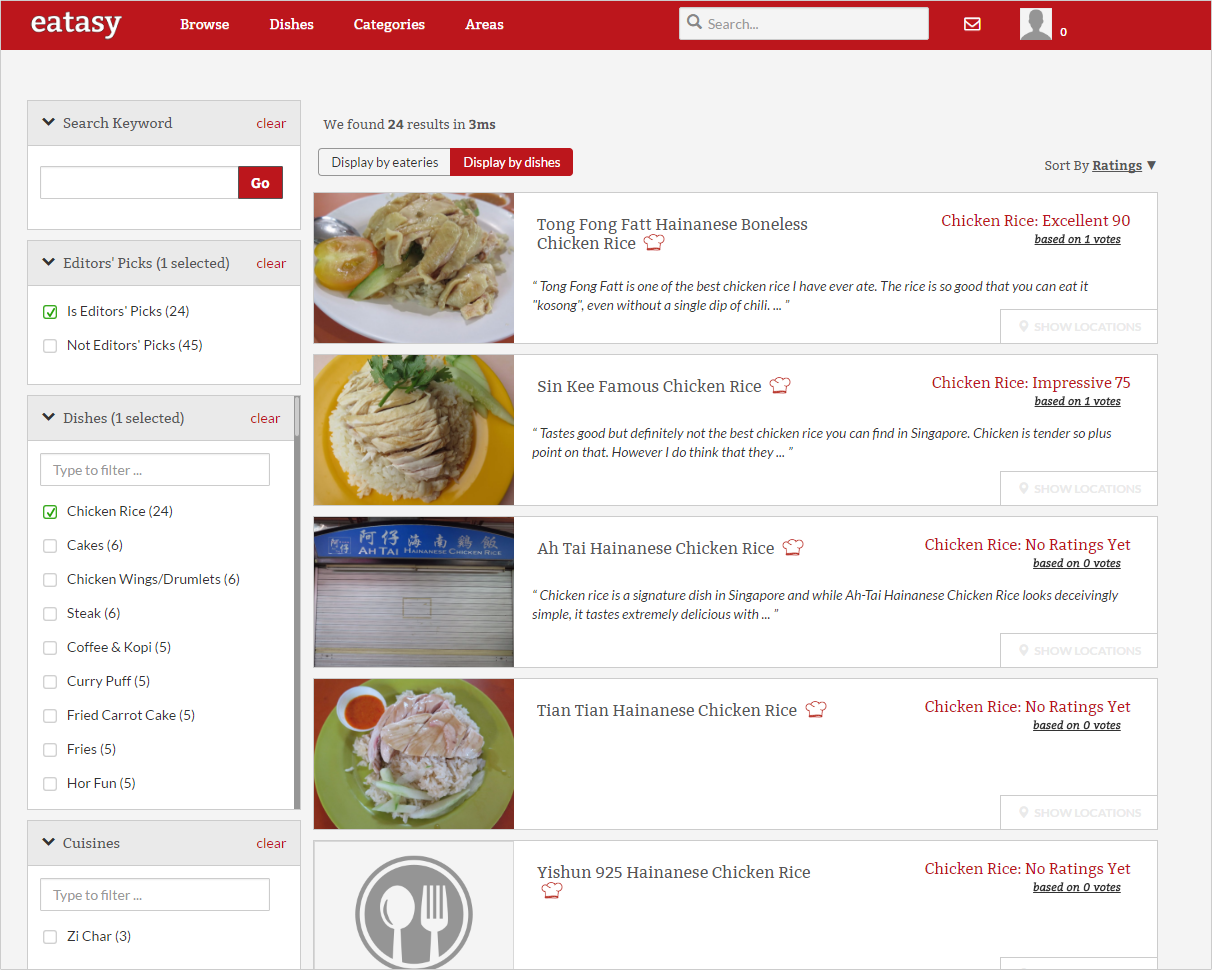 eatasy
Browse
Dishes
Categories
Areas
Search...
0
Search Keyword
clear
Go
Editors' Picks (1 selected)
clear
Is Editors' Picks (24)
Not Editors' Picks (45)
Dishes (1 selected)
clear
Type to filter ...
Chicken Rice (24)
Cakes (6)
Chicken Wings/Drumlets (6)
Steak (6)
Coffee & Kopi (5)
Curry Puff (5)
Fried Carrot Cake (5)
Fries (5)
Hor Fun (5)
Cuisines
clear
Type to filter ...
Zi Char (3)
We found 24 results in 3ms
Display by eateries
Display by dishes
Sort By Ratings ▼
Tong Fong Fatt Hainanese Boneless
Chicken Rice
Chicken Rice: Excellent 90
based on 1 votes
“ Tong Fong Fatt is one of the best chicken rice I have ever ate. The rice is so good that you can eat it
"kosong", even without a single dip of chili. ... ”
SHOW LOCATIONS
Sin Kee Famous Chicken Rice
Chicken Rice: Impressive 75
based on 1 votes
“ Tastes good but definitely not the best chicken rice you can find in Singapore. Chicken is tender so plus
point on that. However I do think that they ... ”
SHOW LOCATIONS
阿仔海南鷄飯
阿仔
AH TAI HAINANESE CHICKEN RICE
Ah Tai Hainanese Chicken Rice
Chicken Rice: No Ratings Yet
based on 0 votes
“ Chicken rice is a signature dish in Singapore and while Ah-Tai Hainanese Chicken Rice looks deceivingly
simple, it tastes extremely delicious with ... ”
SHOW LOCATIONS
Tian Tian Hainanese Chicken Rice
Chicken Rice: No Ratings Yet
based on 0 votes
SHOW LOCATIONS
Yishun 925 Hainanese Chicken Rice
Chicken Rice: No Ratings Yet
based on 0 votes